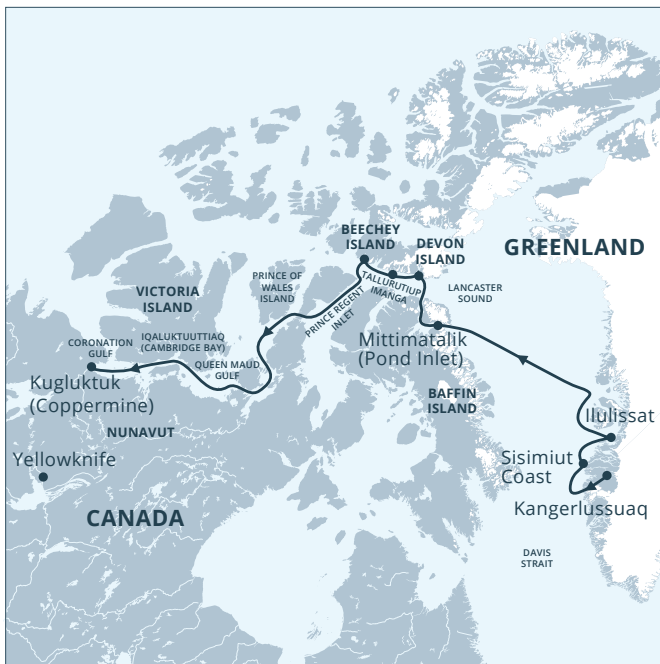 BEECHEY
ISLAND
DEVON
ISLAND
GREENLAND
PRINCE OF
WALES
ISLAND
TALLURUTIUP
IMANGA
LANCASTER
SOUND
VICTORIA
ISLAND
PRINCE REGENT
INLET
CORONATION
GULF
IQALUKTUUTTIAQ
(CAMBRIDGE BAY)
QUEEN MAUD
GULF
Mittimatalik
(Pond Inlet)
Kugluktuk
(Coppermine)
BAFFIN
ISLAND
Ilulissat
NUNAVUT
Yellowknife
Sisimiut
Coast
Kangerlussuaq
CANADA
DAVIS
STRAIT